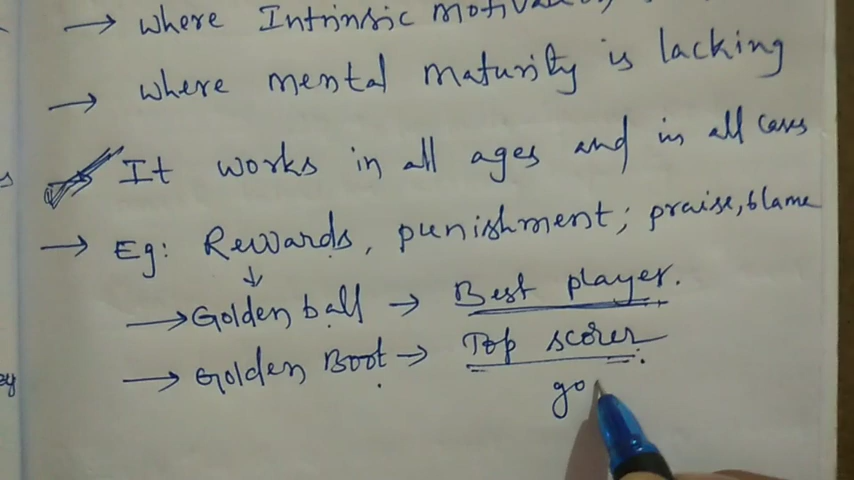 → where Intrinsic
→ where mental maturity is lacking
It works in all ages and in all cases
→ Eg: Rewards, punishment; praise, blame
↓
→ Golden ball → Best player.
→ Golden Boot → Top scorer
go